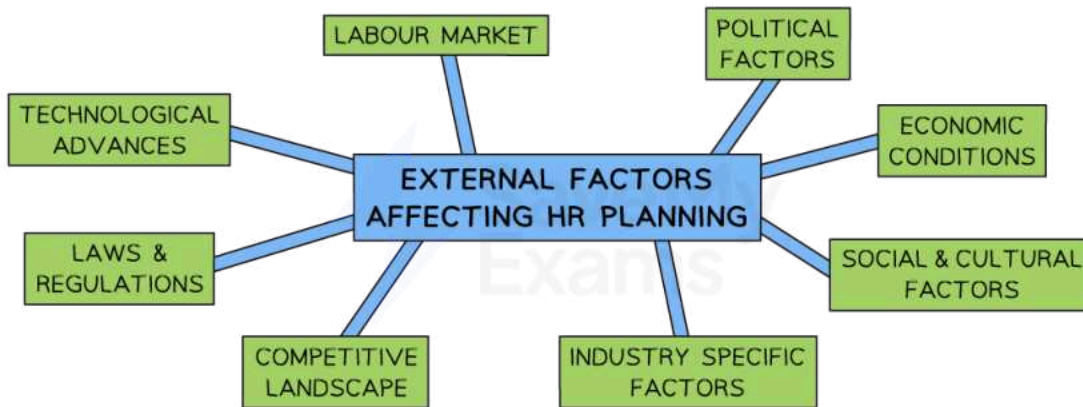 LABOUR MARKET
POLITICAL
FACTORS
TECHNOLOGICAL
ADVANCES
ECONOMIC
CONDITIONS
EXTERNAL FACTORS
AFFECTING HR PLANNING
LAWS &
REGULATIONS
SOCIAL & CULTURAL
FACTORS
COMPETITIVE
LANDSCAPE
INDUSTRY SPECIFIC
FACTORS
Exams